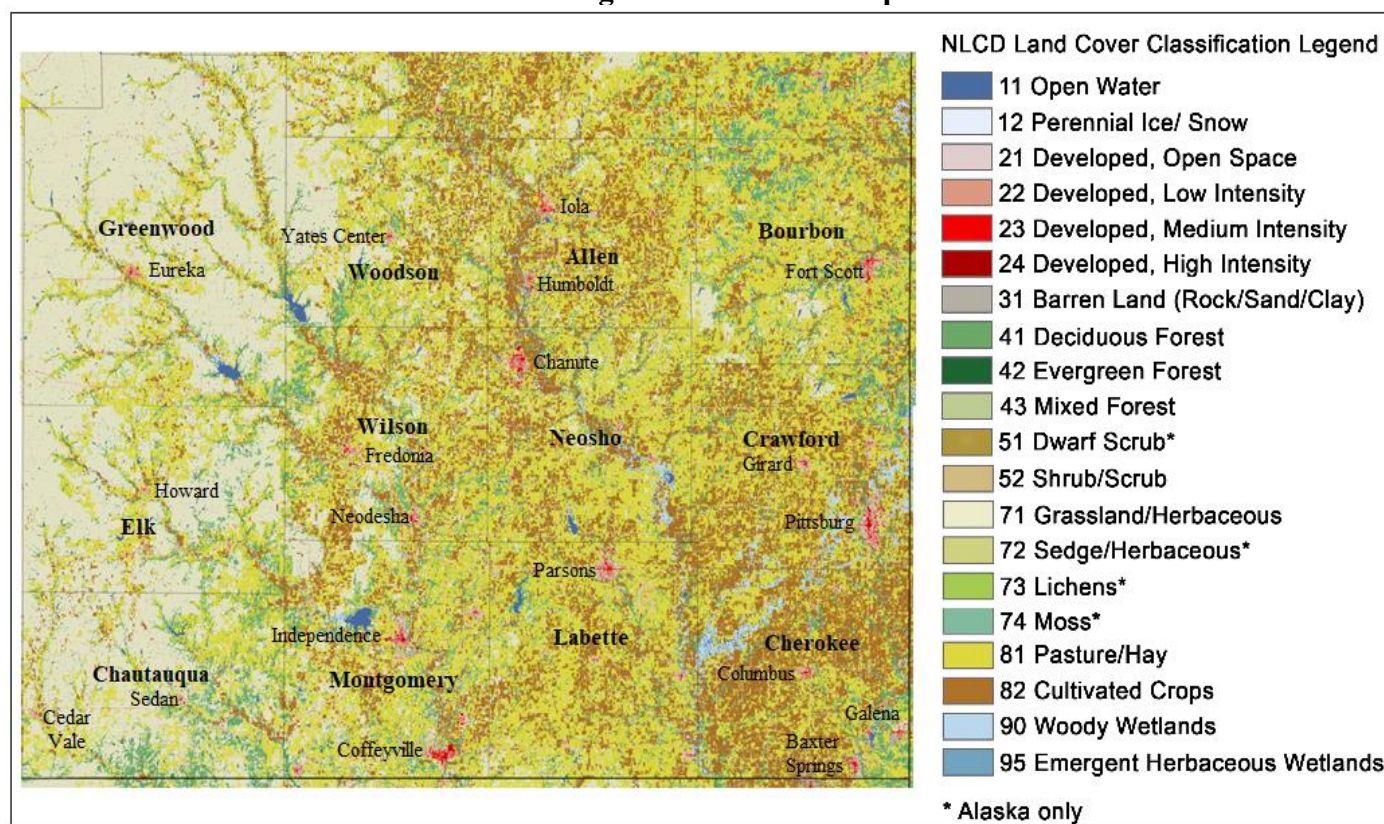 NLCD Land Cover Classification Legend
11 Open Water
12 Perennial Ice/ Snow
21 Developed, Open Space
22 Developed, Low Intensity
23 Developed, Medium Intensity
24 Developed, High Intensity
31 Barren Land (Rock/Sand/Clay)
41 Deciduous Forest
42 Evergreen Forest
43 Mixed Forest
51 Dwarf Scrub*
52 Shrub/Scrub
71 Grassland/Herbaceous
72 Sedge/Herbaceous*
73 Lichens*
74 Moss*
81 Pasture/Hay
82 Cultivated Crops
90 Woody Wetlands
95 Emergent Herbaceous Wetlands
* Alaska only
Greenwood
Eureka
Yates Center
Woodson
Iola
Allen
Humboldt
Bourbon
Fort Scott
Chanute
Wilson
Fredonia
Neosho
Crawford
Girard
Howard
Elk
Neodesha
Pittsburg
Parsons
Independence
Labette
Cherokee
Columbus
Chautauqua
Sedan
Montgomery
Cedar
Vale
Coffeyville
Galena
Baxter
Springs